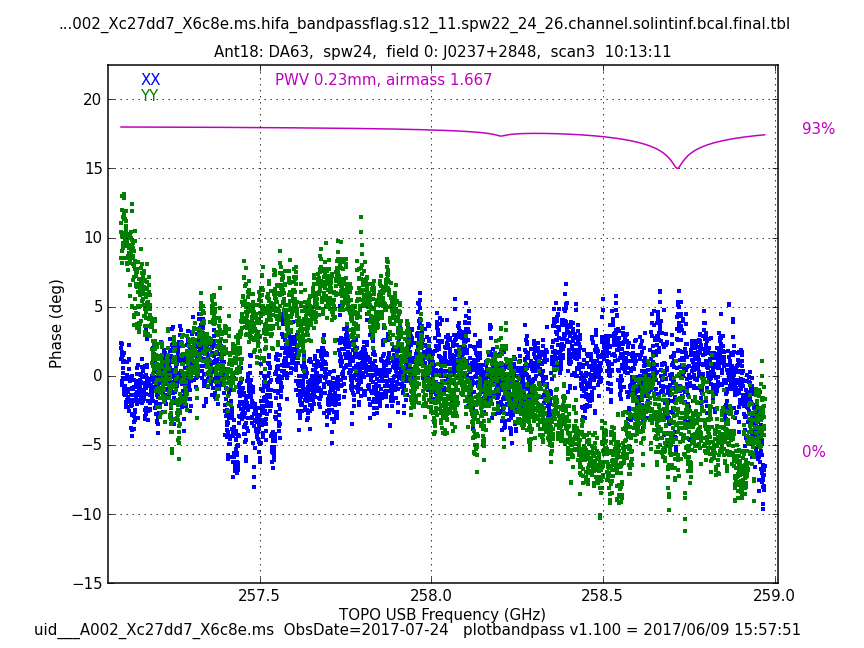 ...002_Xc27dd7_X6c8e.ms.hifa_bandpassflag.s12_11.spw22_24_26.channel.solintinf.bcal.final.tbl
Ant18: DA63,  spw24,  field 0: J0237+2848,  scan3  10:13:11
XX
YY
PWV 0.23mm, airmass 1.667
93%
0%
20
15
10
5
0
−5
−10
−15
Phase (deg)
257.5
258.0
258.5
259.0
TOPO USB Frequency (GHz)
uid___A002_Xc27dd7_X6c8e.ms  ObsDate=2017-07-24   plotbandpass v1.100 = 2017/06/09 15:57:51